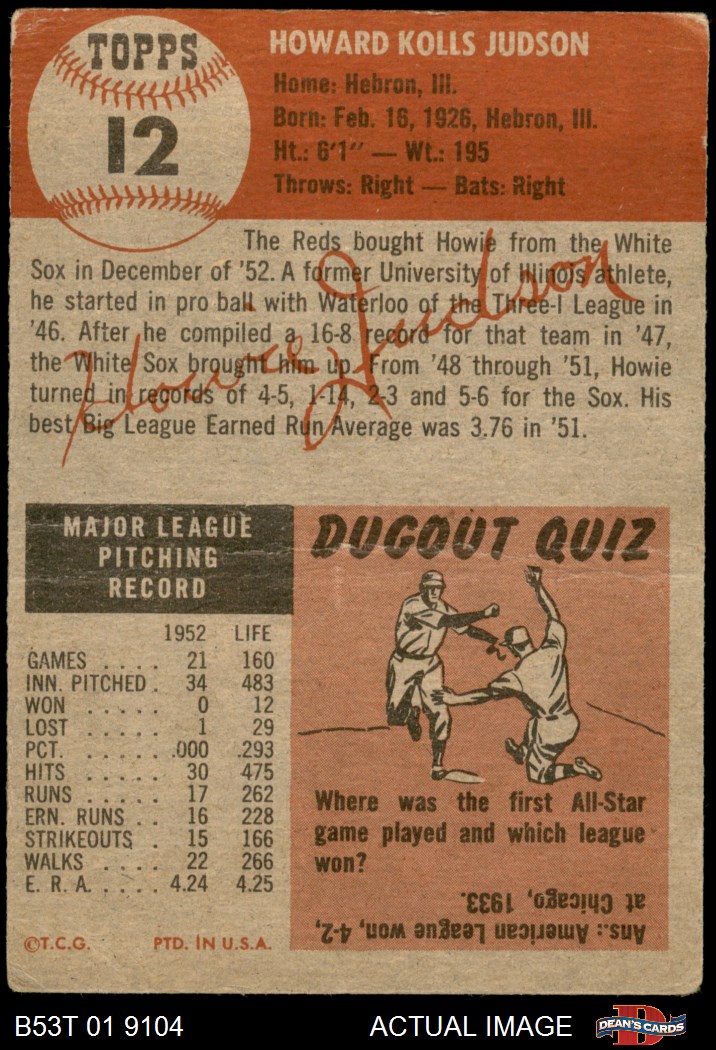 TOPPS
12
HOWARD KOLLS JUDSON
Home: Hebron, Ill.
Born: Feb. 16, 1926, Hebron, Ill.
Ht.: 6'1" — Wt.: 195
Throws: Right — Bats: Right
The Reds bought Howie from the White
Sox in December of '52. A former University of Illinois athlete,
he started in pro ball with Waterloo of the Three-I League in
'46. After he compiled a 16-8 record for that team in '47,
the White Sox brought him up. From '48 through '51, Howie
turned in records of 4-5, 1-14, 2-3 and 5-6 for the Sox. His
best Big League Earned Run Average was 3.76 in '51.
Howie Judson
MAJOR LEAGUE
PITCHING
RECORD
1952 LIFE
GAMES . . . . 21 160
INN. PITCHED . 34 483
WON . . . . . 0 12
LOST . . . . . 1 29
PCT. . . . . . .000 .293
HITS . . . . . 30 475
RUNS . . . . . 17 262
ERN. RUNS . . 16 228
STRIKEOUTS . 15 166
WALKS . . . . 22 266
E. R. A. . . . . 4.24 4.25
©T.C.G. PTD. IN U.S.A.
DUGOUT QUIZ
Where was the first All-Star
game played and which league
won?
Ans.: American League won, 4-2,
at Chicago, 1933.
B53T 01 9104 ACTUAL IMAGE
D
DEAN'S CARDS